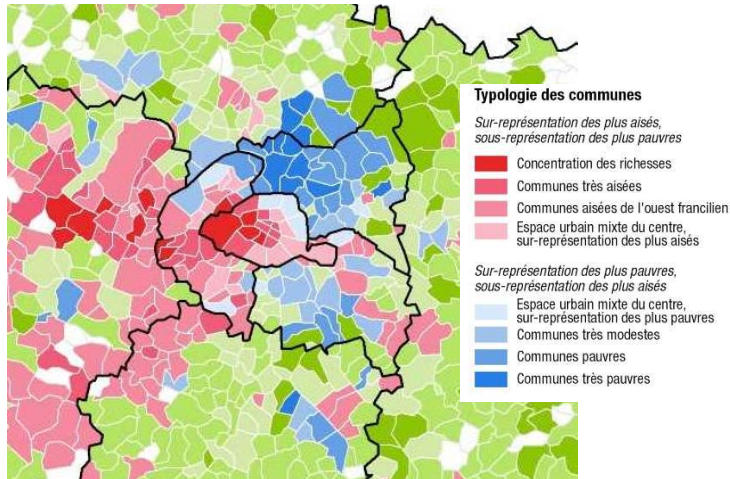 Typologie des communes
Sur-représentation des plus aisés,
sous-représentation des plus pauvres
Concentration des richesses
Communes très aisées
Communes aisées de l'ouest francilien
Espace urbain mixte du centre,
sur-représentation des plus aisés
Sur-représentation des plus pauvres,
sous-représentation des plus aisés
Espace urbain mixte du centre,
sur-représentation des plus pauvres
Communes très modestes
Communes pauvres
Communes très pauvres